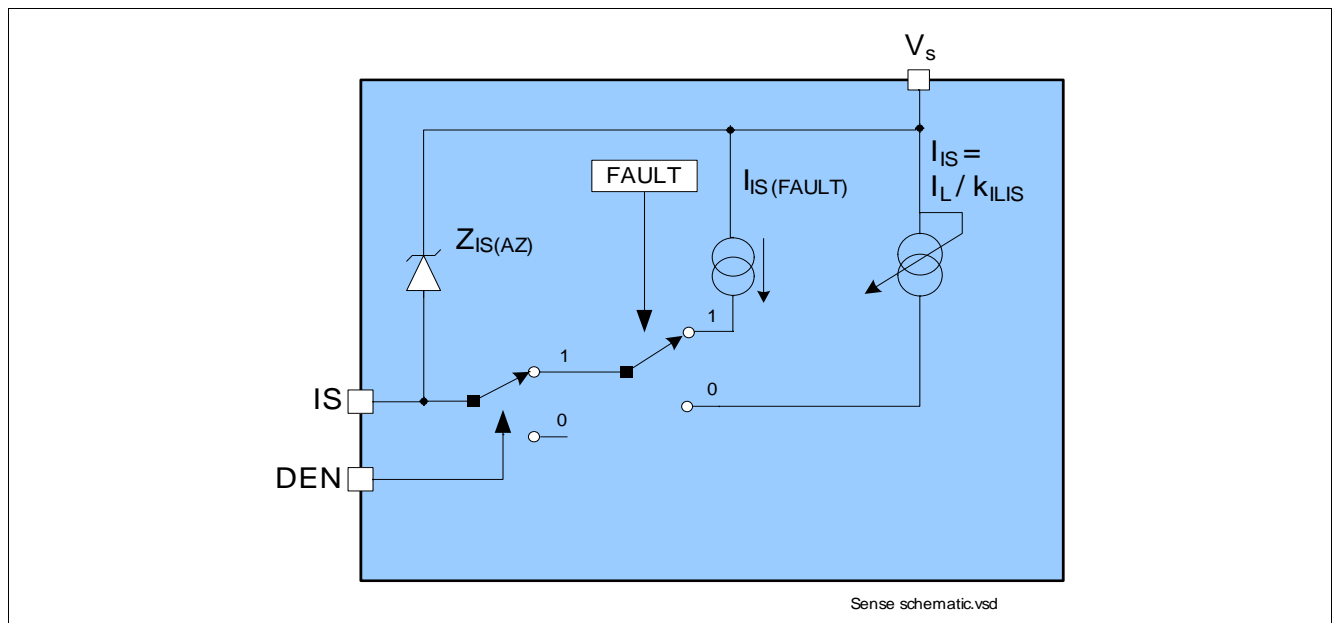 Vs
IIS =
IL / kILIS
FAULT
IIS(FAULT)
ZIS(AZ)
1
1
0
IS
0
DEN
Sense schematic.vsd